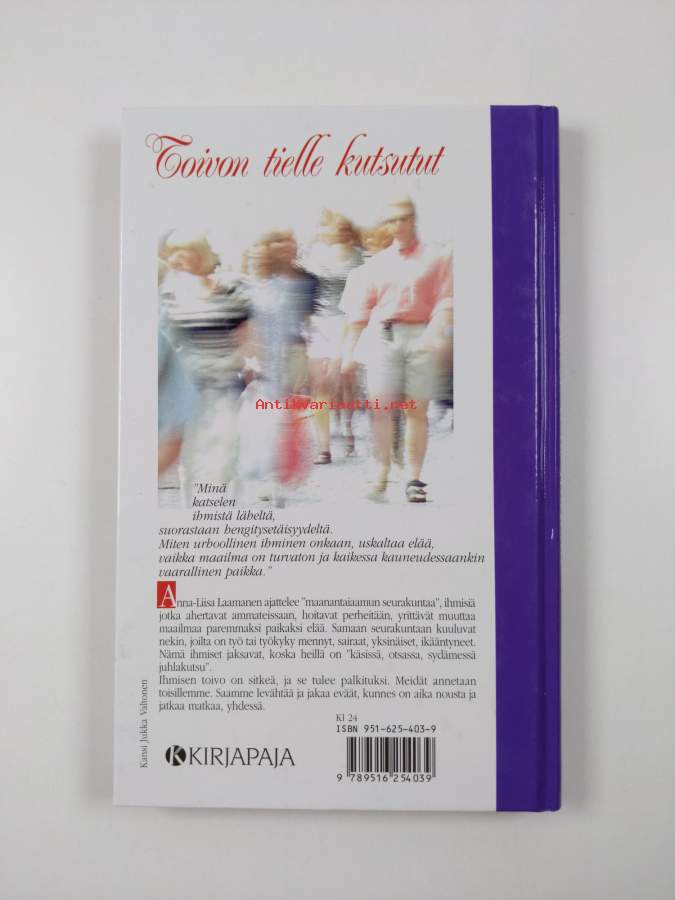 Toivon tielle kutsutut
Antikvariaatti.net
"Minä
katselen
ihmistä läheltä,
suorastaan hengitysetäisyydeltä.
Miten urhoollinen ihminen onkaan, uskaltaa elää,
vaikka maailma on turvaton ja kaikessa kauneudessaankin
vaarallinen paikka."
Anna-Liisa Laamanen ajattelee "maanantaiaamun seurakuntaa", ihmisiä
jotka ahertavat ammateissaan, hoitavat perheitään, yrittävät muuttaa
maailmaa paremmaksi paikaksi elää. Samaan seurakuntaan kuuluvat
nekin, joilta on työ tai työkyky mennyt, sairaat, yksinäiset, ikääntyneet.
Nämä ihmiset jaksavat, koska heillä on "käsissä, otsassa, sydämessä
juhlakutsu".
Ihmisen toivo on sitkeä, ja se tulee palkituksi. Meidät annetaan
toisillemme. Saamme levähtää ja jakaa eväät, kunnes on aika nousta ja
jatkaa matkaa, yhdessä.
Kl 24
ISBN 951-625-403-9
9 789516 254039
KIRJAPAJA
Kansi Jukka Valtonen